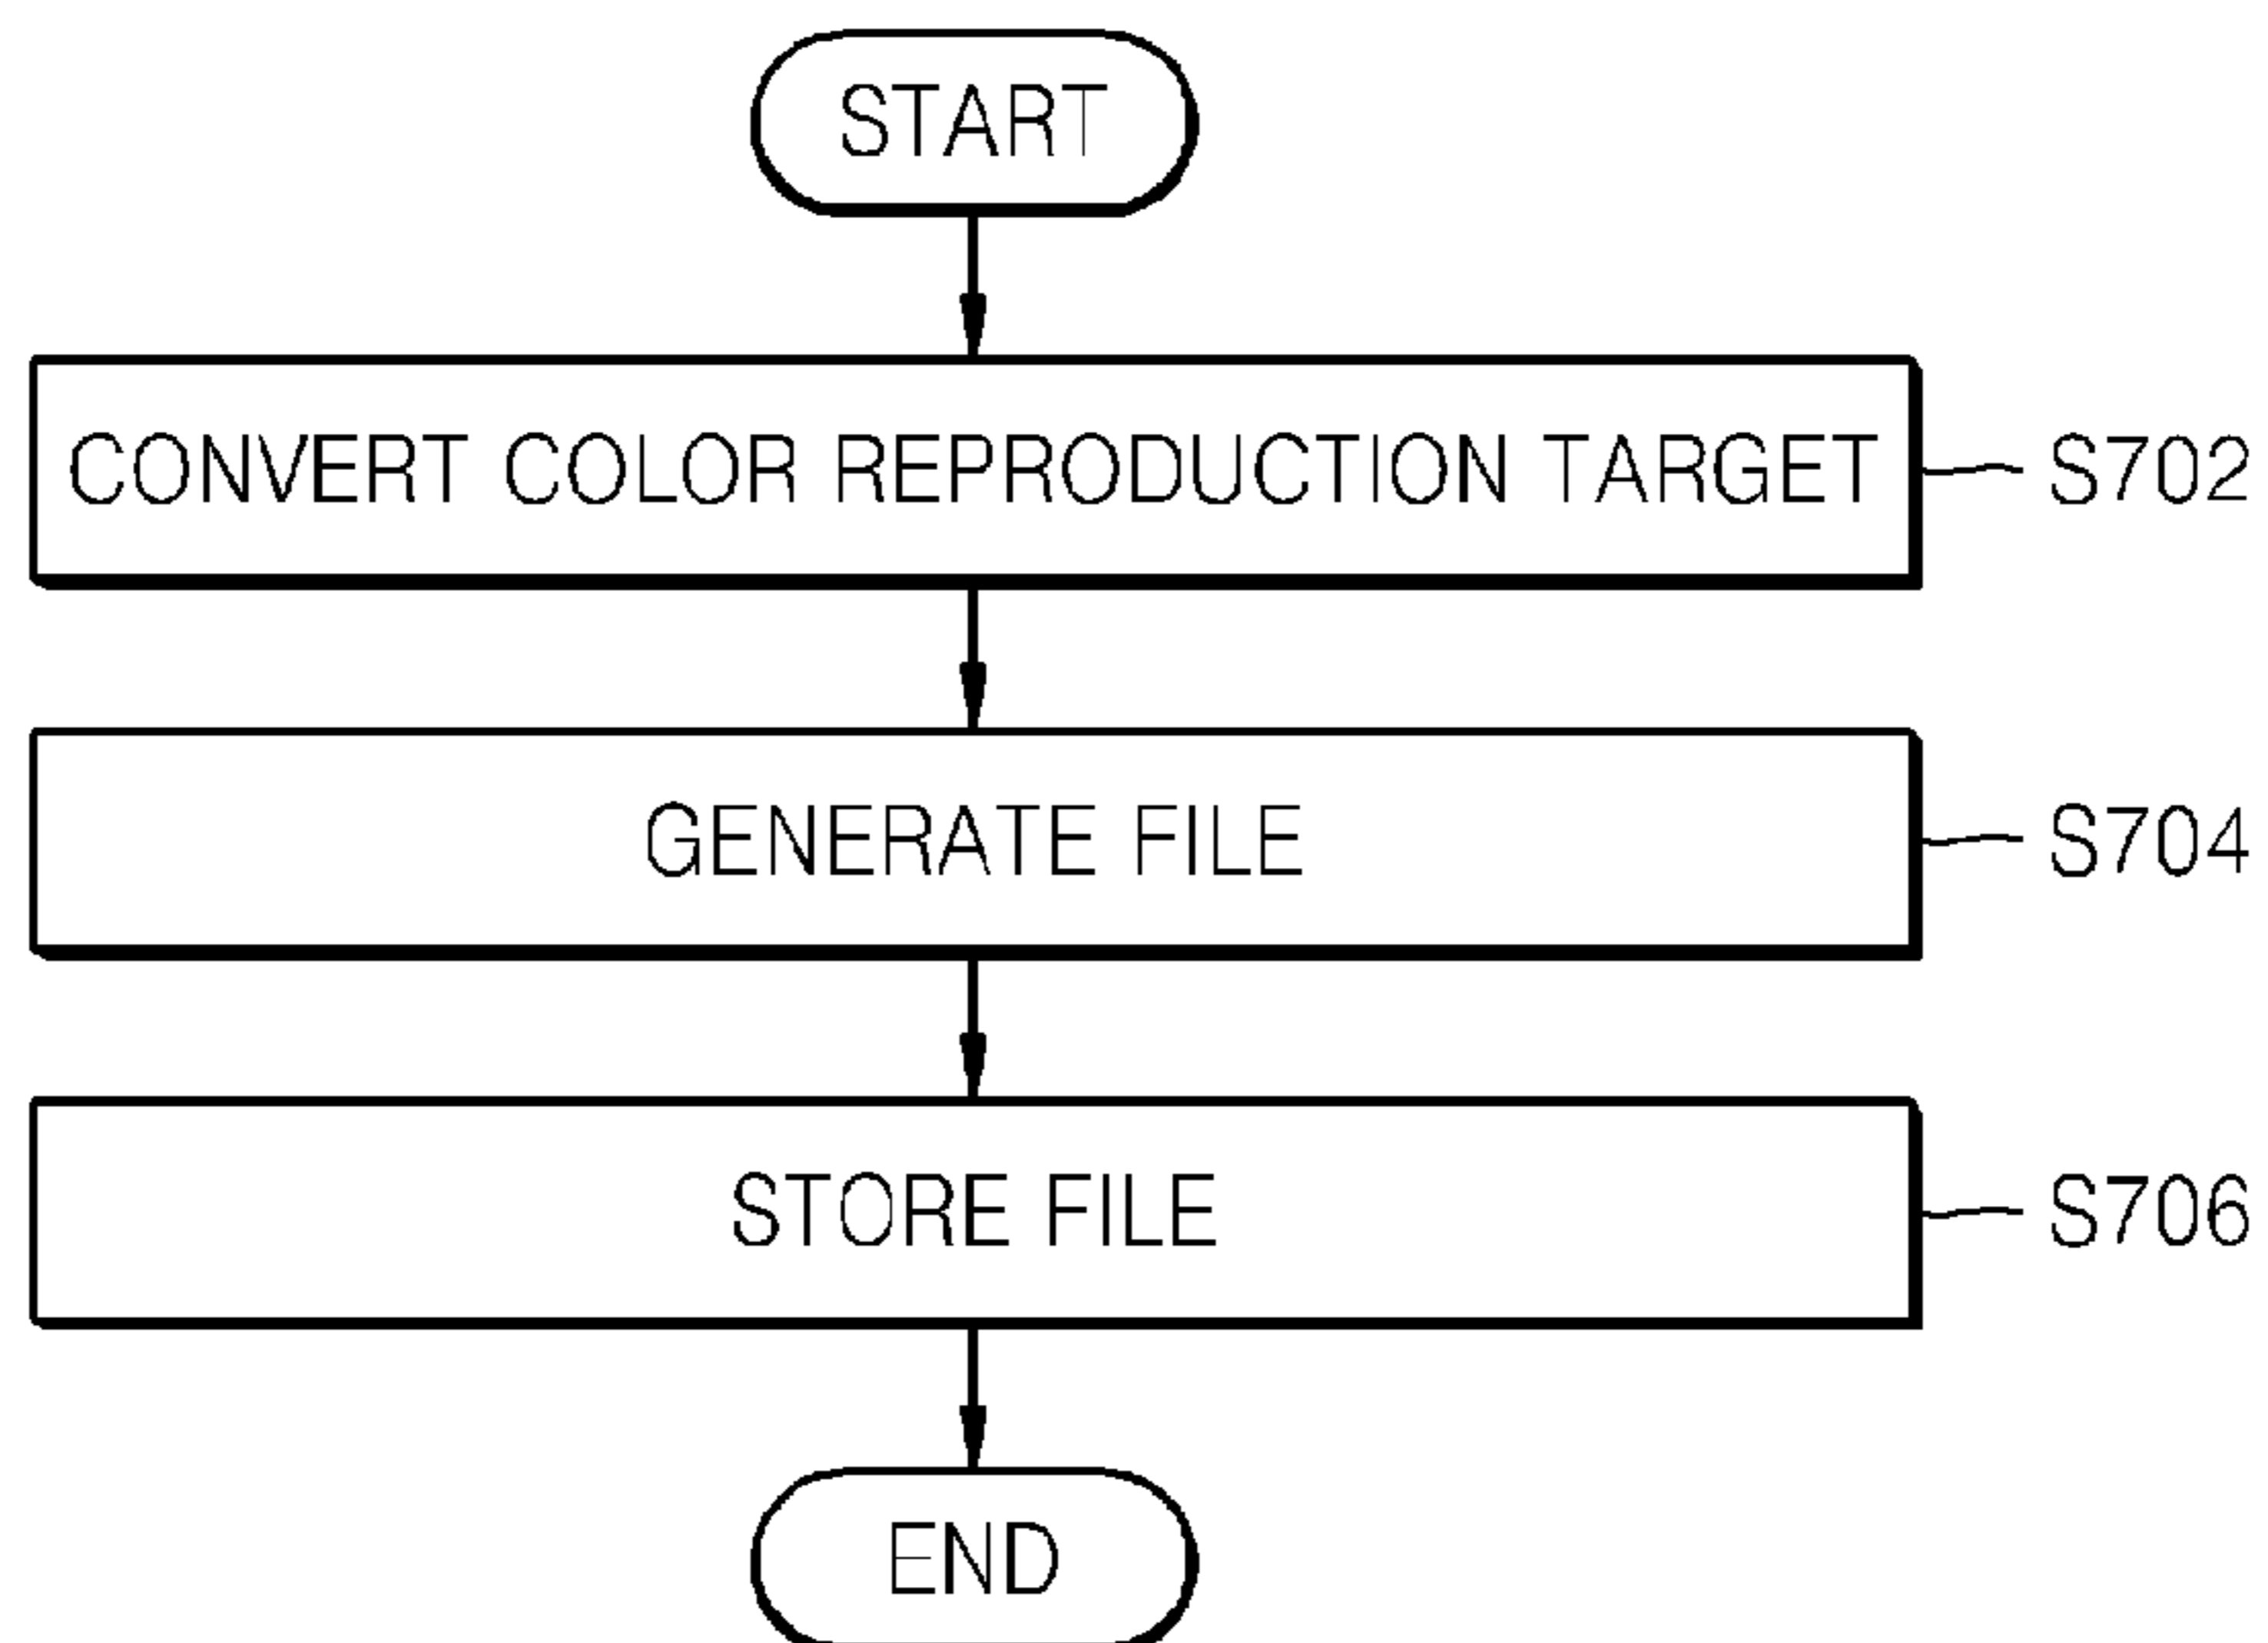 START
CONVERT COLOR REPRODUCTION TARGET S702
GENERATE FILE S704
STORE FILE S706
END